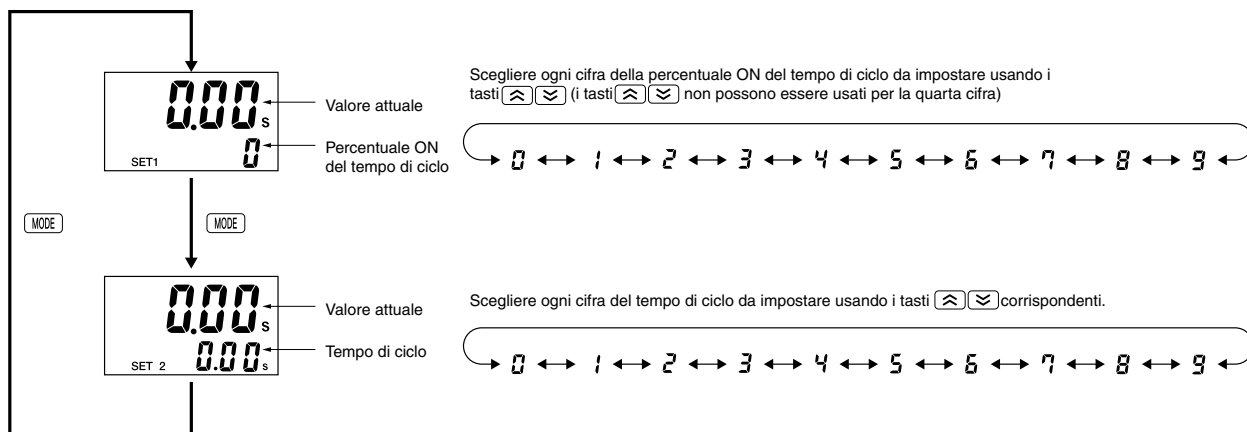 0.00 s
Valore attuale
SET1 0
Percentuale ON
del tempo di ciclo
Scegliere ogni cifra della percentuale ON del tempo di ciclo da impostare usando i
tasti (i tasti non possono essere usati per la quarta cifra)
0 1 2 3 4 5 6 7 8 9
MODE
MODE
0.00 s
Valore attuale
SET 2 0.00 s
Tempo di ciclo
Scegliere ogni cifra del tempo di ciclo da impostare usando i tasti corrispondenti.
0 1 2 3 4 5 6 7 8 9